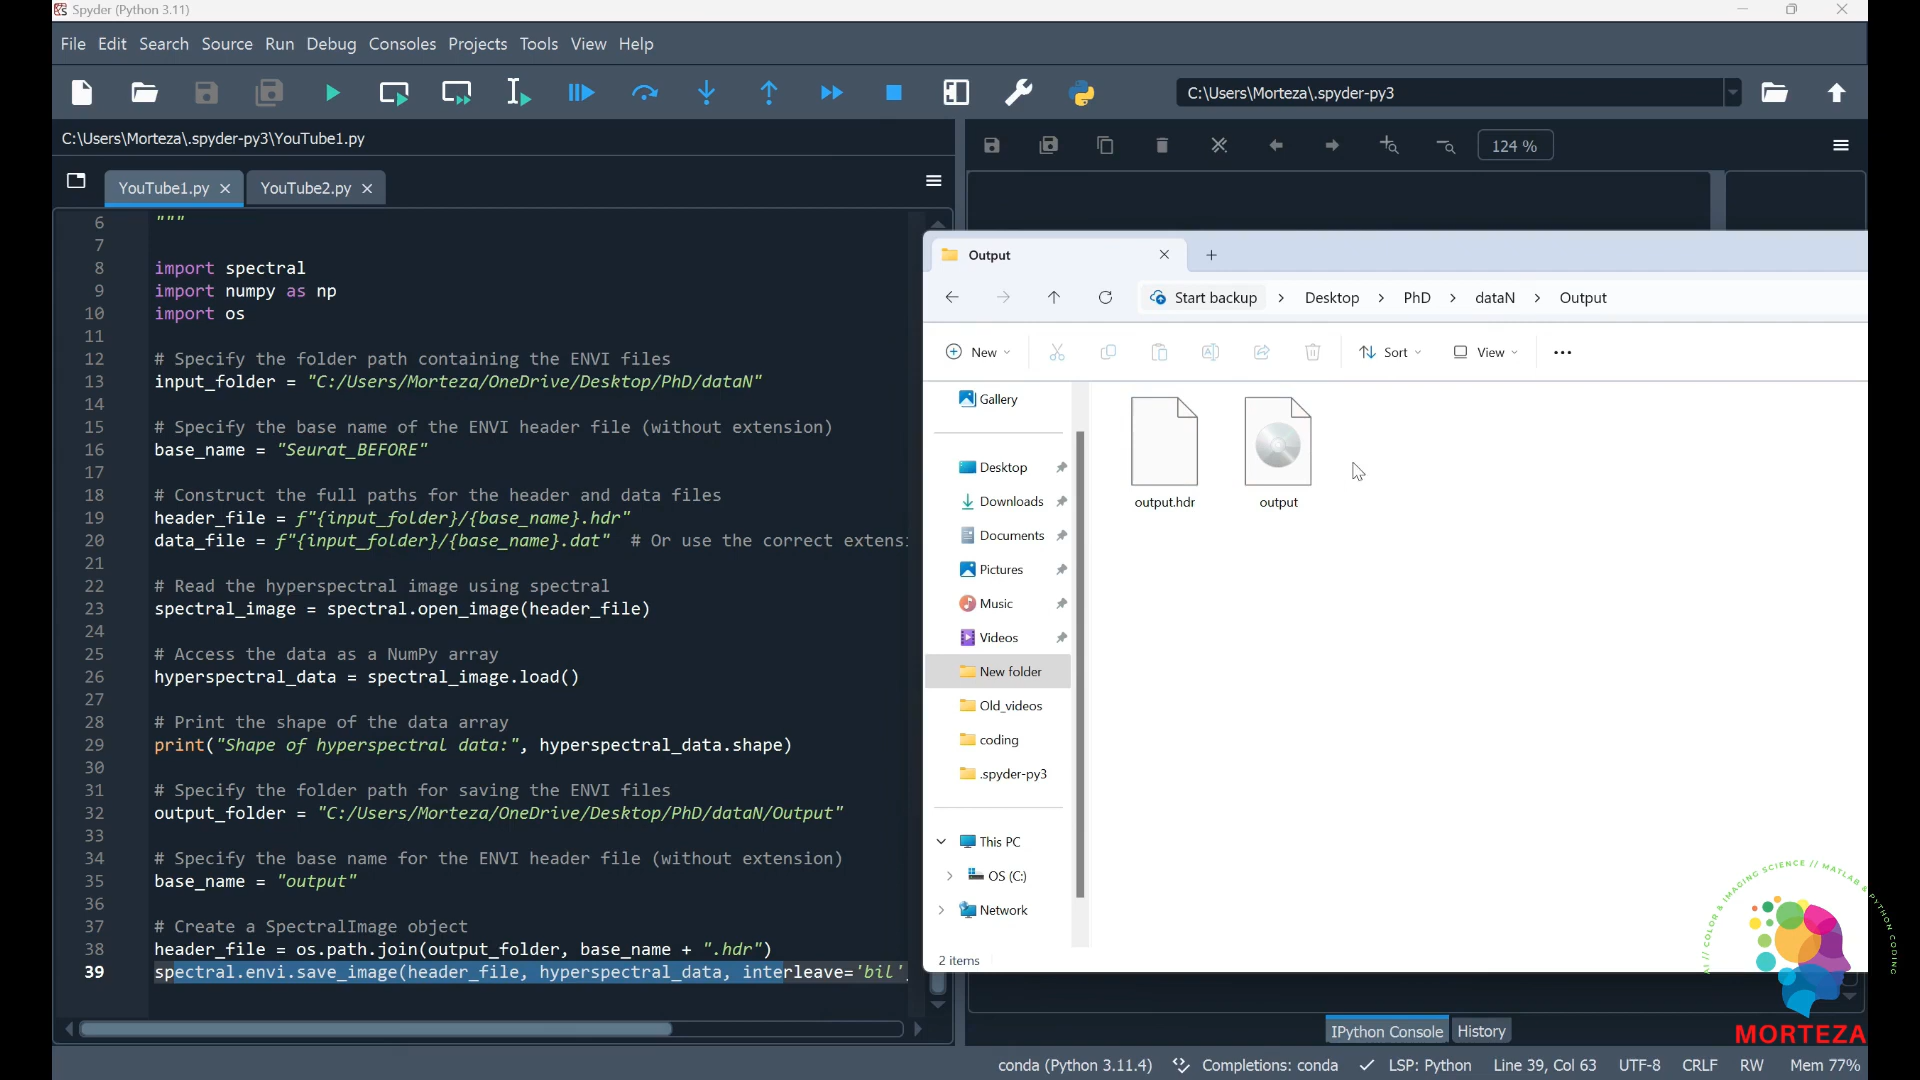 Spyder (Python 3.11)
File Edit Search Source Run Debug Consoles Projects Tools View Help
C:\Users\Morteza\.spyder-py3
C:\Users\Morteza\.spyder-py3\YouTube1.py
124 %
YouTube1.py YouTube2.py
6 """
7
8 import spectral
9 import numpy as np
10 import os
11
12 # Specify the folder path containing the ENVI files
13 input_folder = "C:/Users/Morteza/OneDrive/Desktop/PhD/dataN"
14
15 # Specify the base name of the ENVI header file (without extension)
16 base_name = "Seurat_BEFORE"
17
18 # Construct the full paths for the header and data files
19 header_file = f"{input_folder}/{base_name}.hdr"
20 data_file = f"{input_folder}/{base_name}.dat" # Or use the correct extens
21
22 # Read the hyperspectral image using spectral
23 spectral_image = spectral.open_image(header_file)
24
25 # Access the data as a NumPy array
26 hyperspectral_data = spectral_image.load()
27
28 # Print the shape of the data array
29 print("Shape of hyperspectral data:", hyperspectral_data.shape)
30
31 # Specify the folder path for saving the ENVI files
32 output_folder = "C:/Users/Morteza/OneDrive/Desktop/PhD/dataN/Output"
33
34 # Specify the base name for the ENVI header file (without extension)
35 base_name = "output"
36
37 # Create a SpectralImage object
38 header_file = os.path.join(output_folder, base_name + ".hdr")
39 spectral.envi.save_image(header_file, hyperspectral_data, interleave='bil',
Output
Start backup > Desktop > PhD > dataN > Output
New Sort View
Gallery
Desktop
Downloads
Documents
Pictures
Music
Videos
New folder
Old_videos
coding
.spyder-py3
This PC
OS (C:)
Network
output.hdr output
2 items
AI // COLOR & IMAGING SCIENCE // MATLAB & PYTHON CODING
MORTEZA
IPython Console History
conda (Python 3.11.4) Completions: conda LSP: Python Line 39, Col 63 UTF-8 CRLF RW Mem 77%